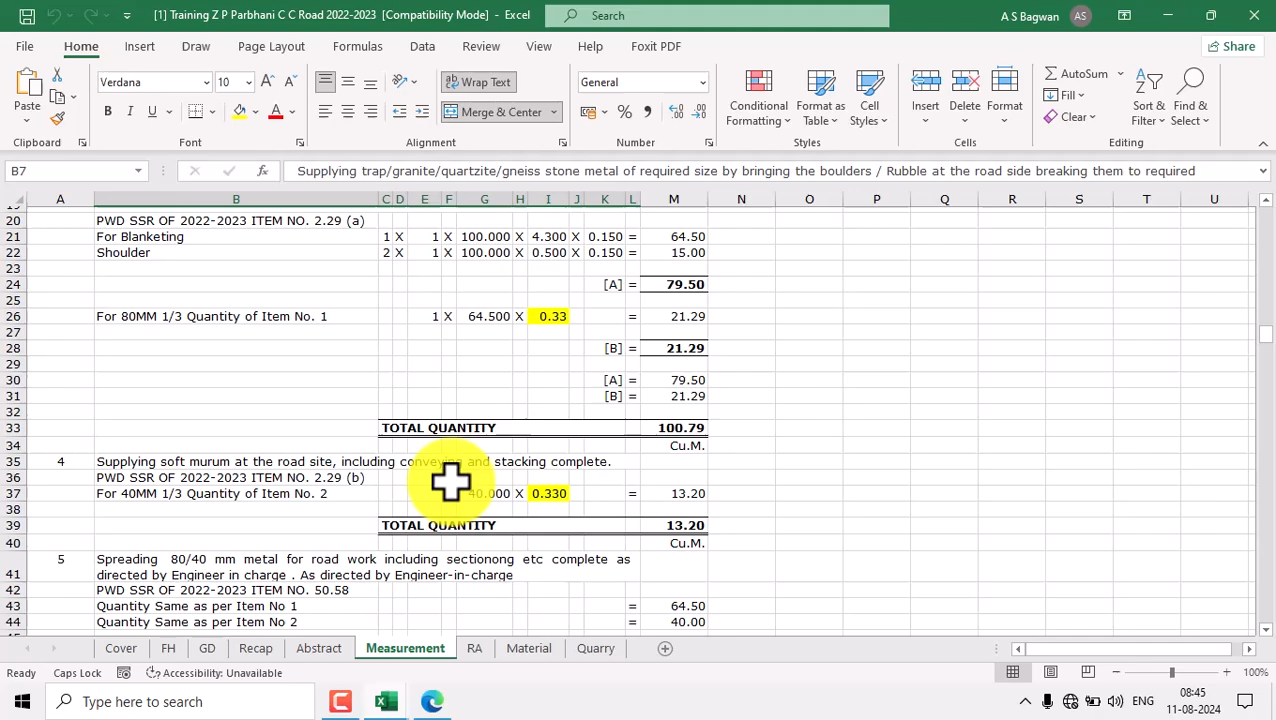 [1] Training Z P Parbhani C C Road 2022-2023 [Compatibility Mode] - Excel
Search
A S Bagwan AS
File Home Insert Draw Page Layout Formulas Data Review View Help Foxit PDF Share
Paste
Clipboard
Verdana 10
B I U
Font
Wrap Text
Merge & Center
Alignment
General
Number
Conditional Formatting
Format as Table
Cell Styles
Styles
Insert Delete Format
Cells
AutoSum
Fill
Clear
Sort & Filter
Find & Select
Editing
B7 fx Supplying trap/granite/quartzite/gneiss stone metal of required size by bringing the boulders / Rubble at the road side breaking them to required
A B C D E F G H I J K L M N O P Q R S T U
20 PWD SSR OF 2022-2023 ITEM NO. 2.29 (a)
21 For Blanketing 1 X 1 X 100.000 X 4.300 X 0.150 = 64.50
22 Shoulder 2 X 1 X 100.000 X 0.500 X 0.150 = 15.00
23
24 [A] = 79.50
25
26 For 80MM 1/3 Quantity of Item No. 1 1 X 64.500 X 0.33 = 21.29
27
28 [B] = 21.29
29
30 [A] = 79.50
31 [B] = 21.29
32
33 TOTAL QUANTITY 100.79
34 Cu.M.
35 4 Supplying soft murum at the road site, including conveying and stacking complete.
36 PWD SSR OF 2022-2023 ITEM NO. 2.29 (b)
37 For 40MM 1/3 Quantity of Item No. 2 40.000 X 0.330 = 13.20
38
39 TOTAL QUANTITY 13.20
40 Cu.M.
5 Spreading 80/40 mm metal for road work including sectionong etc complete as
41 directed by Engineer in charge . As directed by Engineer-in-charge
42 PWD SSR OF 2022-2023 ITEM NO. 50.58
43 Quantity Same as per Item No 1 = 64.50
44 Quantity Same as per Item No 2 = 40.00
Cover FH GD Recap Abstract Measurement RA Material Quarry
Ready Caps Lock Accessibility: Unavailable 100%
Type here to search
ENG
08:45
11-08-2024